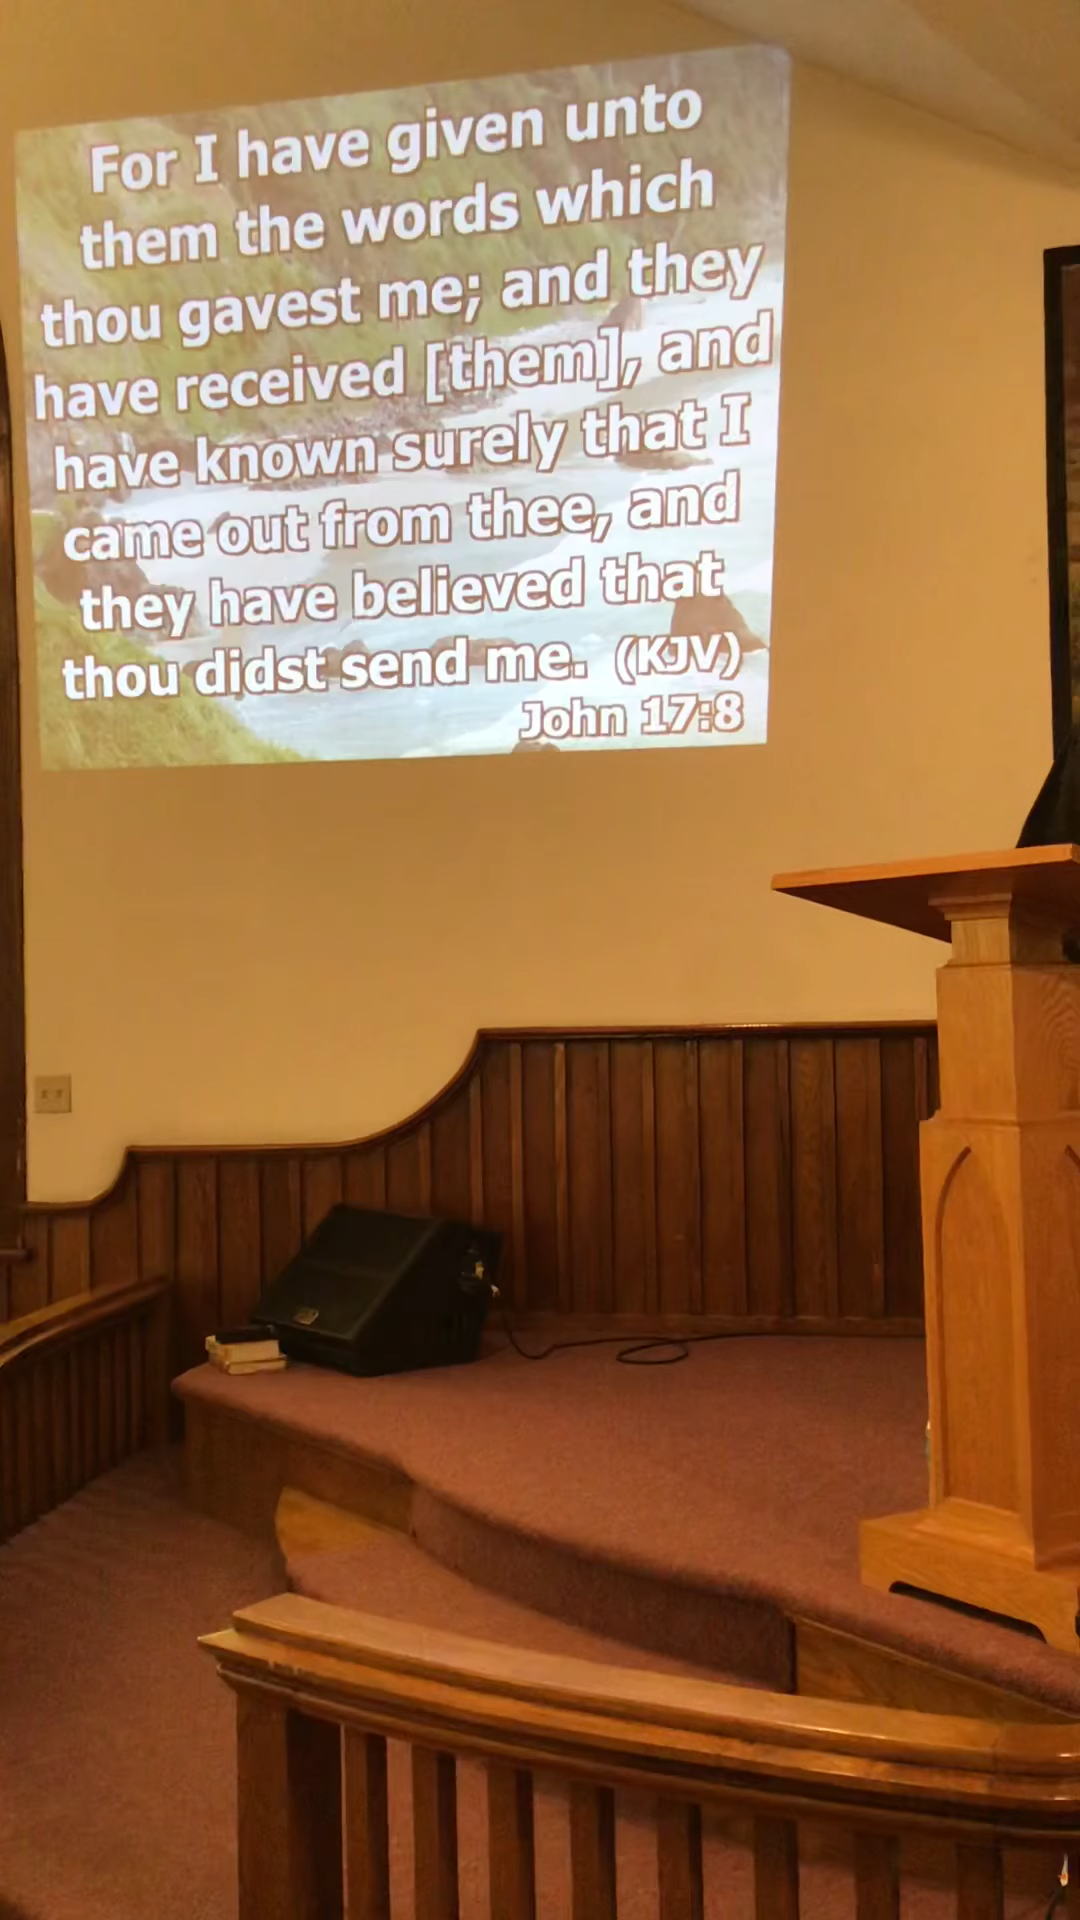 For I have given unto
them the words which
thou gavest me; and they
have received [them], and
have known surely that I
came out from thee, and
they have believed that
thou didst send me. (KJV)
John 17:8